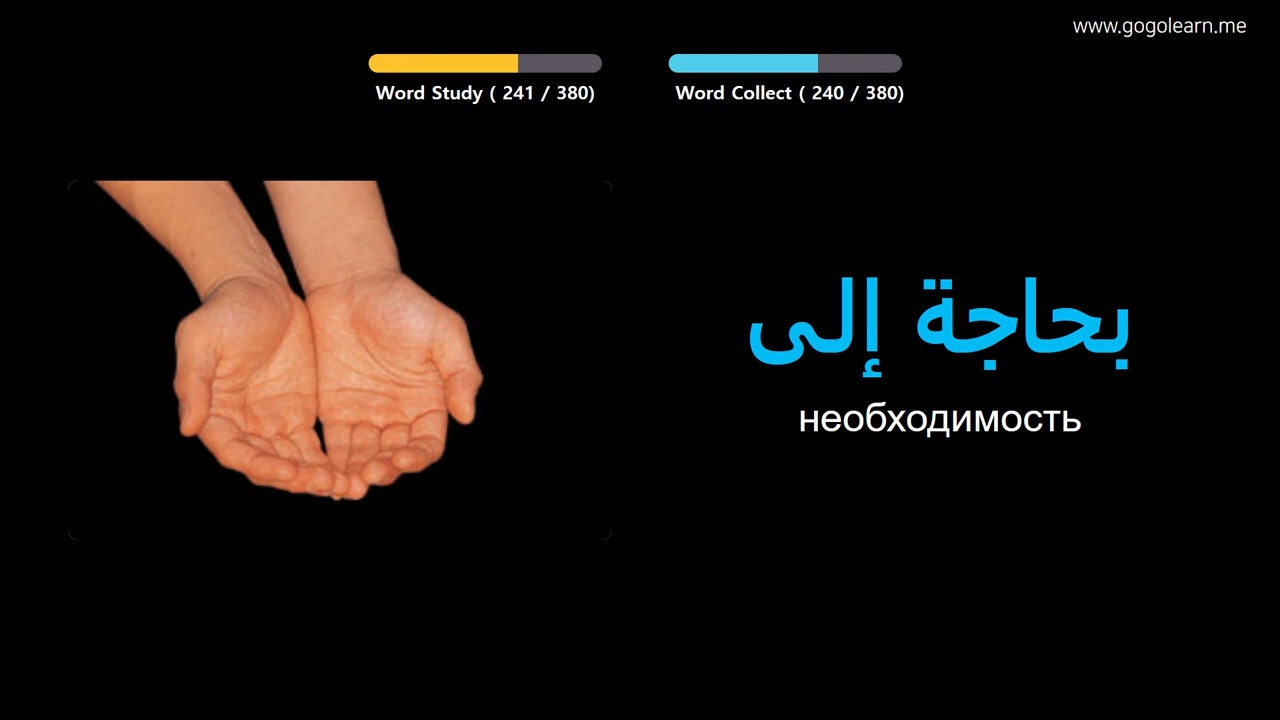 www.gogolearn.me
Word Study ( 241 / 380)
Word Collect ( 240 / 380)
بحاجة إلى
необходимость